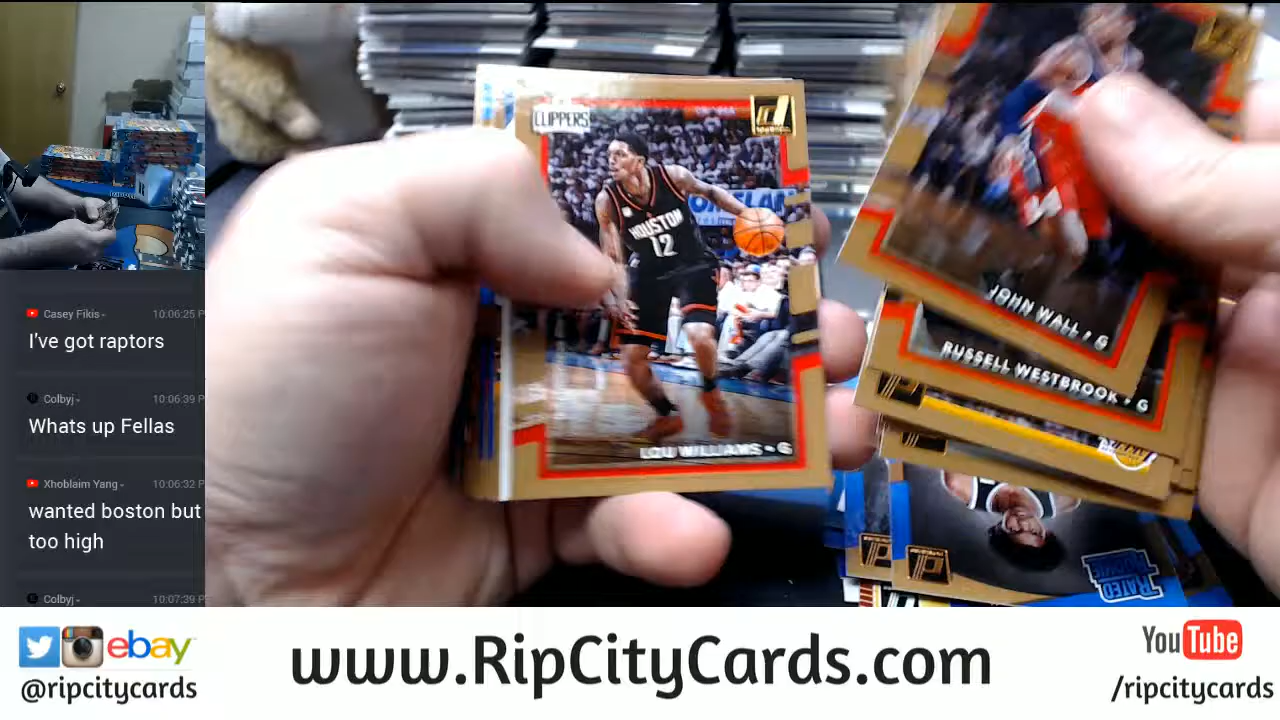 Casey Fikis
10:06:25 P
I've got raptors
Colbyj
10:06:39 P
Whats up Fellas
Xhoblaim Yang
10:06:32 P
wanted boston but
too high
Colbyj
10:07:39 P
CLIPPERS
HOUSTON
12
LOU WILLIAMS • G
JOHN WALL • G
RUSSELL WESTBROOK • G
RATED
ROOKIE
ebay
@ripcitycards
www.RipCityCards.com
YouTube
/ripcitycards